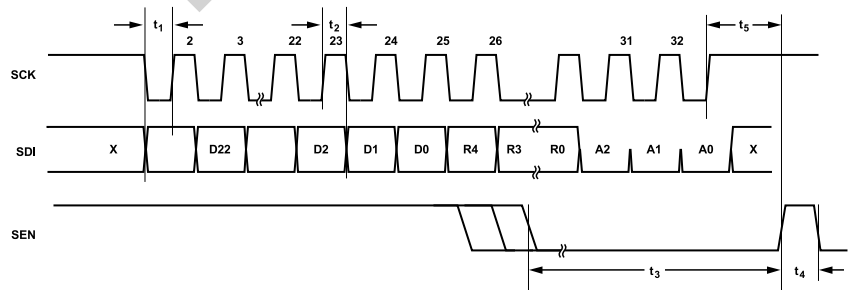 t1 t2 t5
2 3 22 23 24 25 26 31 32
SCK
SDI X D22 D2 D1 D0 R4 R3 R0 A2 A1 A0 X
SEN
t3 t4